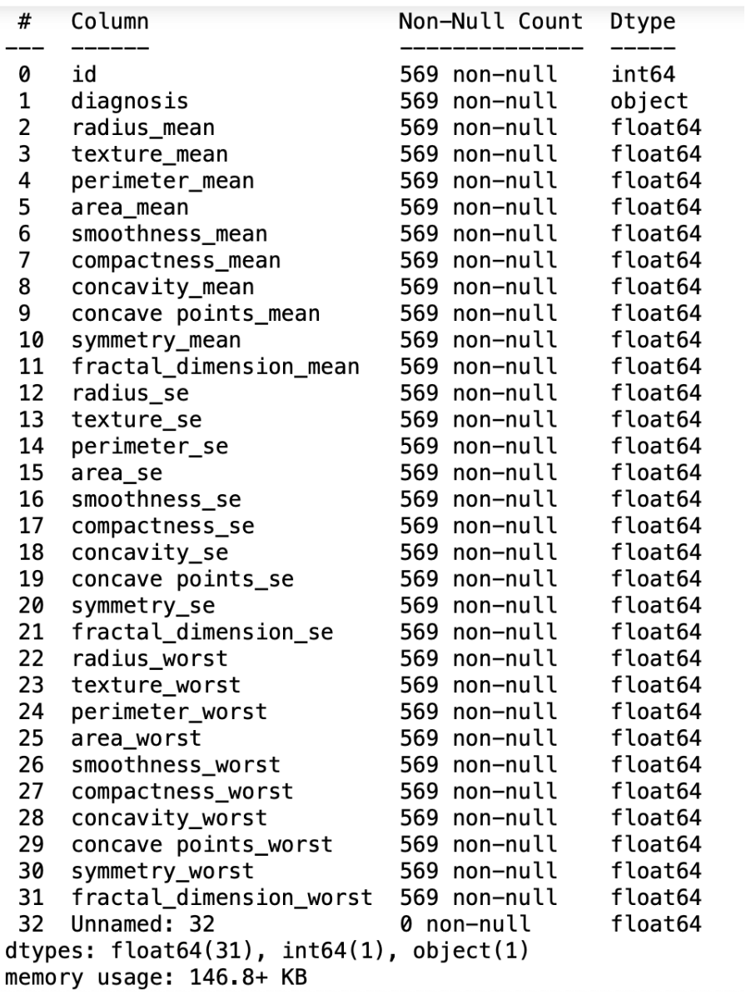 #   Column                   Non-Null Count  Dtype
---  ------                   --------------  -----
0   id                       569 non-null    int64
1   diagnosis                569 non-null    object
2   radius_mean              569 non-null    float64
3   texture_mean             569 non-null    float64
4   perimeter_mean           569 non-null    float64
5   area_mean                569 non-null    float64
6   smoothness_mean          569 non-null    float64
7   compactness_mean         569 non-null    float64
8   concavity_mean           569 non-null    float64
9   concave points_mean      569 non-null    float64
10  symmetry_mean            569 non-null    float64
11  fractal_dimension_mean   569 non-null    float64
12  radius_se                569 non-null    float64
13  texture_se               569 non-null    float64
14  perimeter_se             569 non-null    float64
15  area_se                  569 non-null    float64
16  smoothness_se            569 non-null    float64
17  compactness_se           569 non-null    float64
18  concavity_se             569 non-null    float64
19  concave points_se        569 non-null    float64
20  symmetry_se              569 non-null    float64
21  fractal_dimension_se     569 non-null    float64
22  radius_worst             569 non-null    float64
23  texture_worst            569 non-null    float64
24  perimeter_worst          569 non-null    float64
25  area_worst               569 non-null    float64
26  smoothness_worst         569 non-null    float64
27  compactness_worst        569 non-null    float64
28  concavity_worst          569 non-null    float64
29  concave points_worst     569 non-null    float64
30  symmetry_worst           569 non-null    float64
31  fractal_dimension_worst  569 non-null    float64
32  Unnamed: 32              0 non-null      float64
dtypes: float64(31), int64(1), object(1)
memory usage: 146.8+ KB